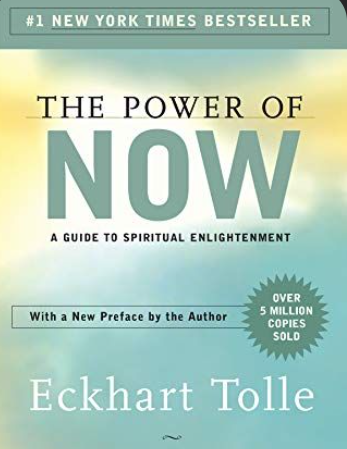 #1 NEW YORK TIMES BESTSELLER
THE POWER OF
NOW
A GUIDE TO SPIRITUAL ENLIGHTENMENT
With a New Preface by the Author
OVER
5 MILLION
COPIES
SOLD
Eckhart Tolle